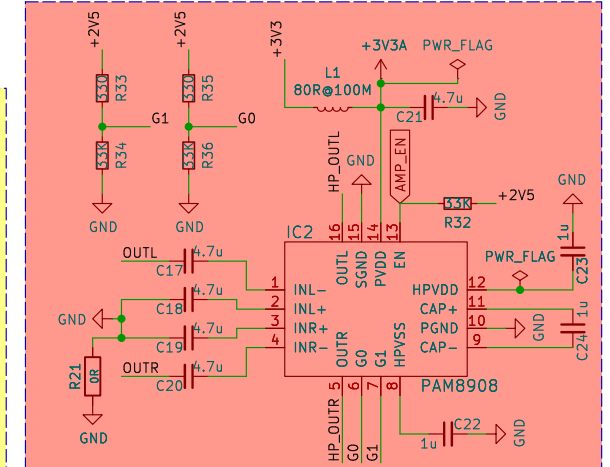 +2V5
+2V5
+3V3
+3V3A
PWR_FLAG
330
R33
330
R35
L1
80R@100M
4.7u
C21
GND
G1
G0
33K
R34
33K
R36
HP_OUTL
GND
AMP_EN
33K
R32
+2V5
GND
GND
GND
IC2
16
15
14
13
OUTL
SGND
PVDD
EN
PWR_FLAG
1u
C23
OUTL
4.7u
C17
1
INL-
HPVDD
12
4.7u
C18
2
INL+
CAP+
11
1u
GND
4.7u
C19
3
INR+
PGND
10
GND
C24
R21
0R
OUTR
4.7u
C20
4
INR-
CAP-
9
OUTR
G0
G1
HPVSS
5
6
7
8
PAM8908
GND
HP_OUTR
G0
G1
1u
C22
GND